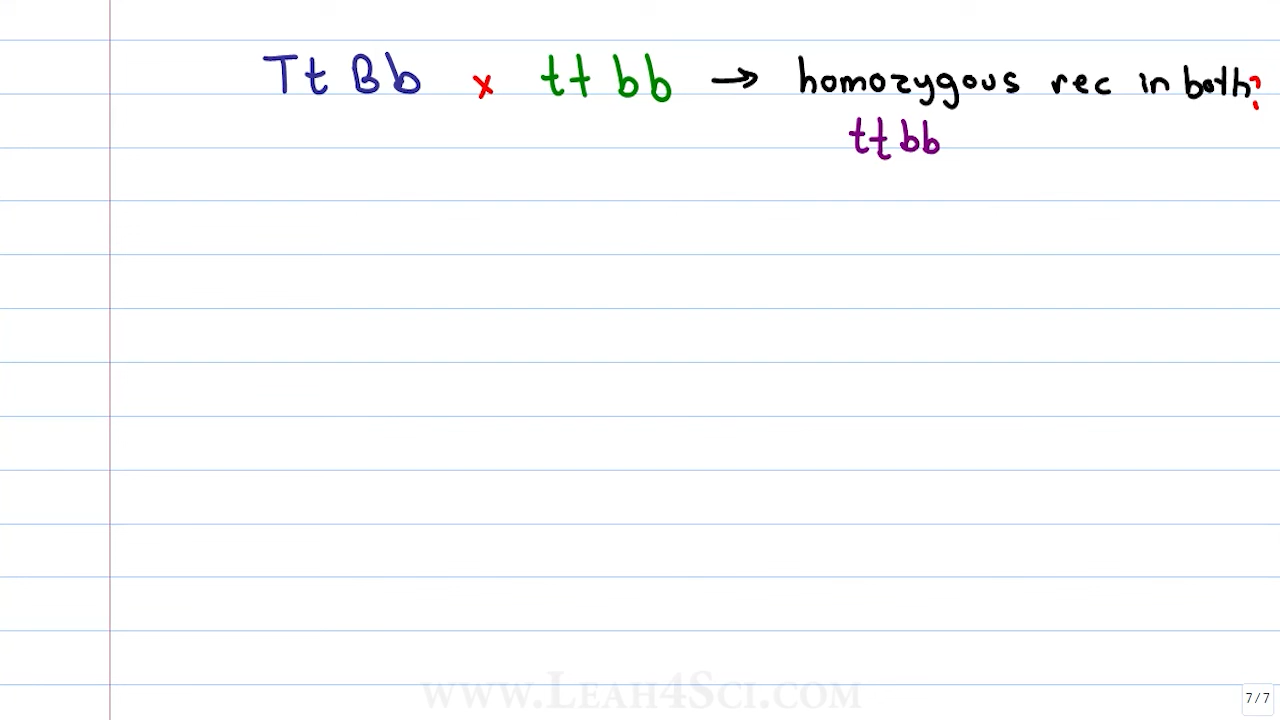 Tt Bb x tt bb → homozygous rec in both?
tt bb
www.Leah4Sci.com
7/7